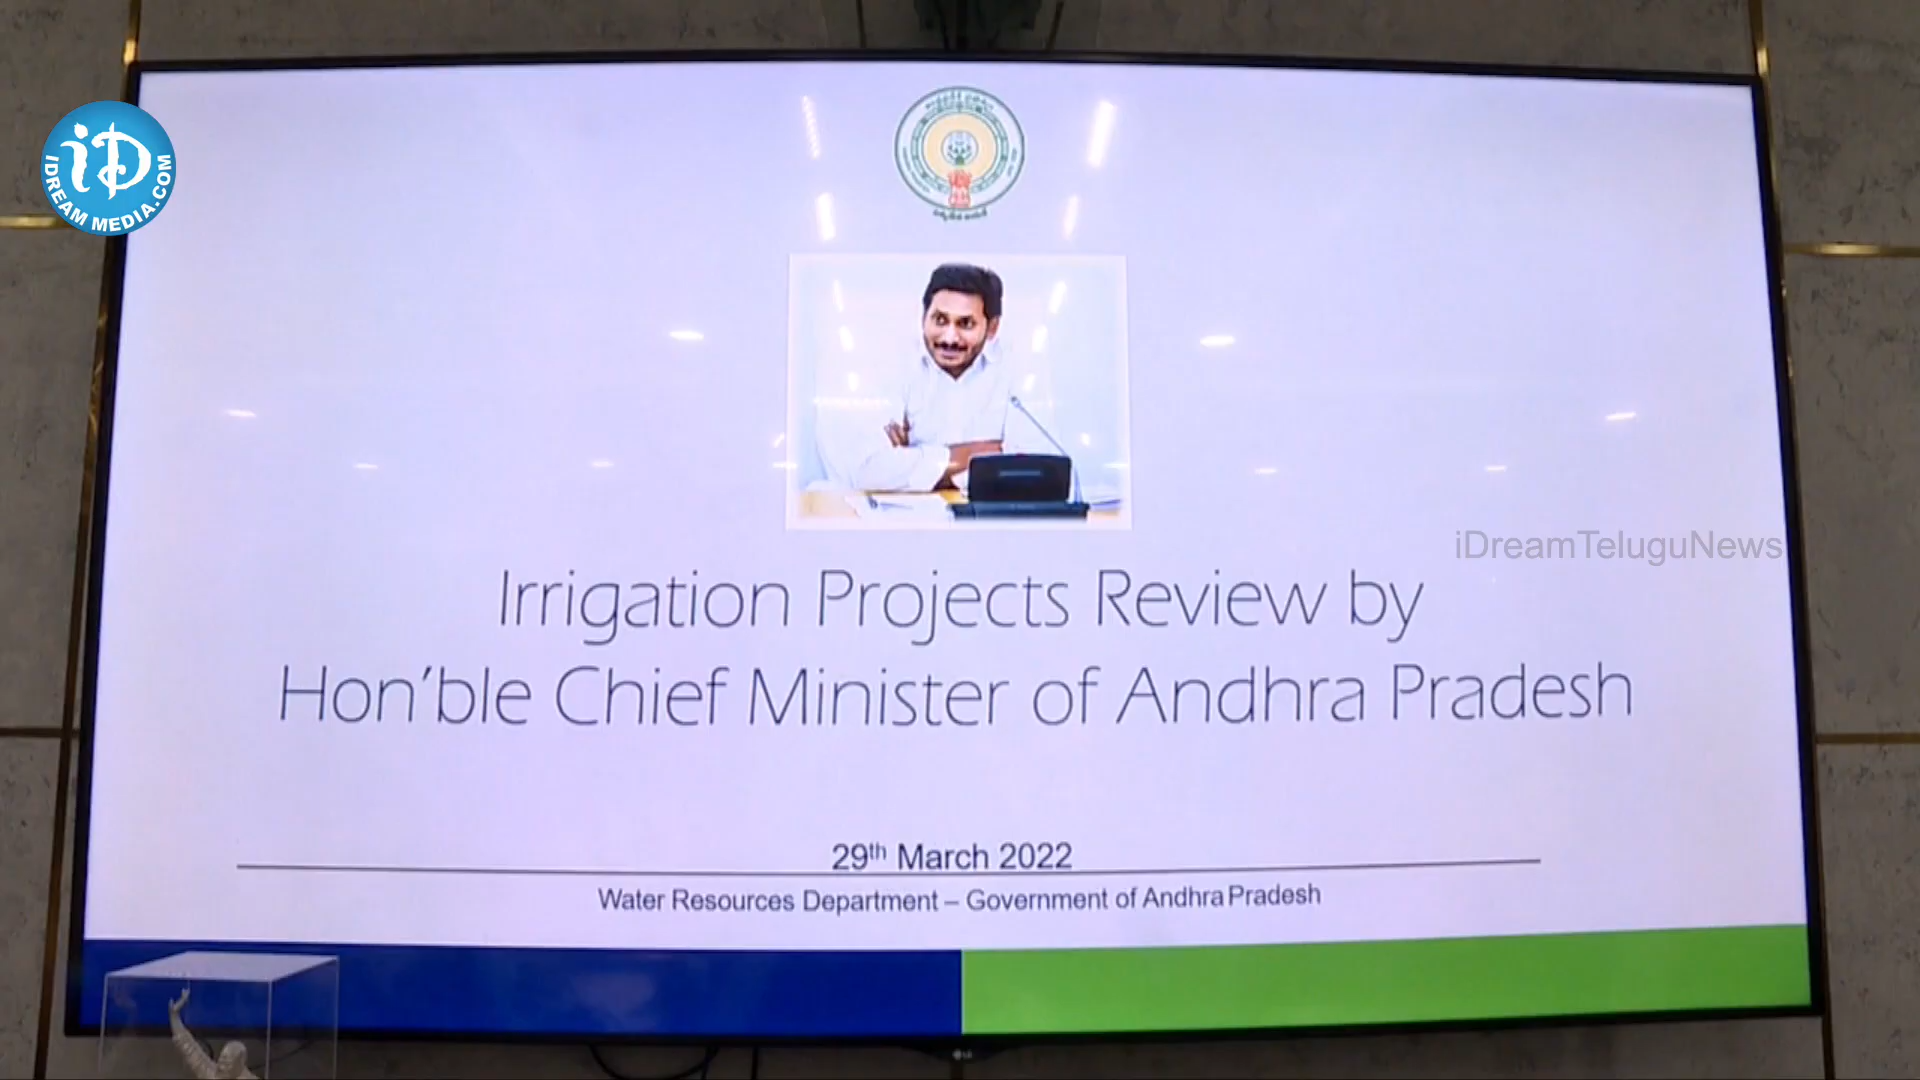 iD
IDREAM MEDIA.COM
iDreamTeluguNews
Irrigation Projects Review by
Hon'ble Chief Minister of Andhra Pradesh
29th March 2022
Water Resources Department – Government of Andhra Pradesh
LG